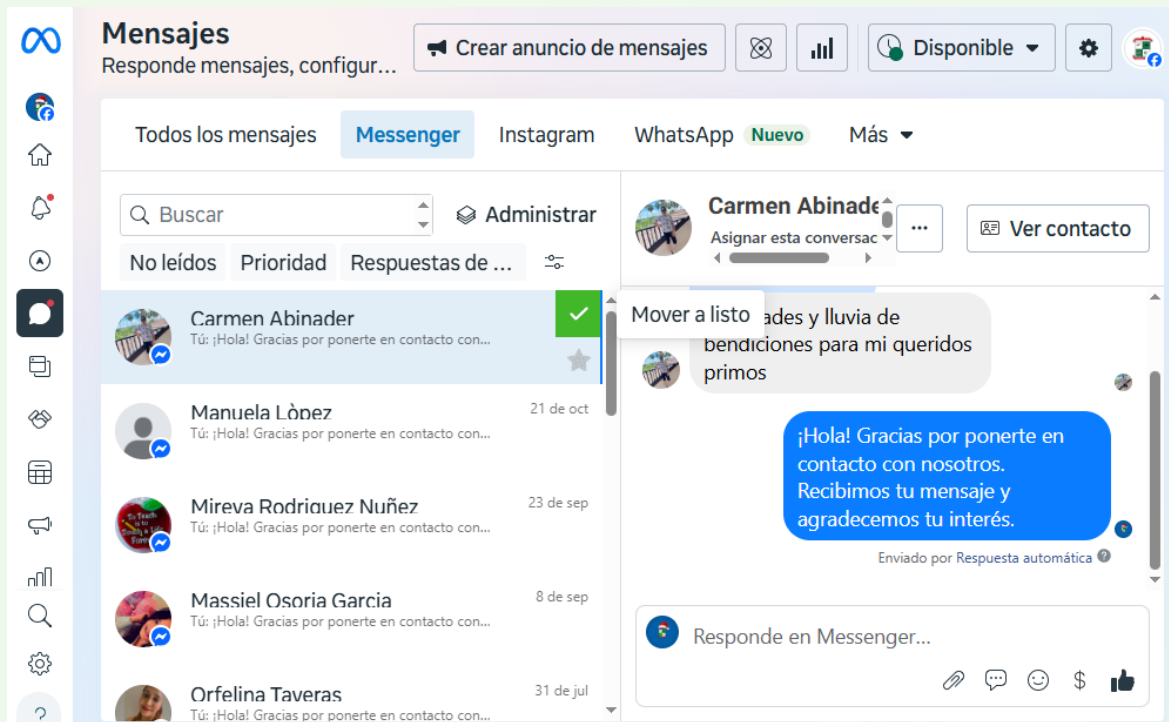 Mensajes
Responde mensajes, configur...
Crear anuncio de mensajes
Disponible
Todos los mensajes
Messenger
Instagram
WhatsApp Nuevo
Más
Buscar
Administrar
No leídos
Prioridad
Respuestas de ...
Carmen Abinader
Tú: ¡Hola! Gracias por ponerte en contacto con...
Manuela Lòpez
21 de oct
Tú: ¡Hola! Gracias por ponerte en contacto con...
Mireya Rodriguez Nuñez
23 de sep
Tú: ¡Hola! Gracias por ponerte en contacto con...
Massiel Osoria Garcia
8 de sep
Tú: ¡Hola! Gracias por ponerte en contacto con...
Orfelina Taveras
31 de jul
Tú: ¡Hola! Gracias por ponerte en contacto con...
Carmen Abinade
Asignar esta conversac
...
Ver contacto
Mover a listo
ades y lluvia de
bendiciones para mi queridos
primos
¡Hola! Gracias por ponerte en
contacto con nosotros.
Recibimos tu mensaje y
agradecemos tu interés.
Enviado por Respuesta automática
Responde en Messenger...